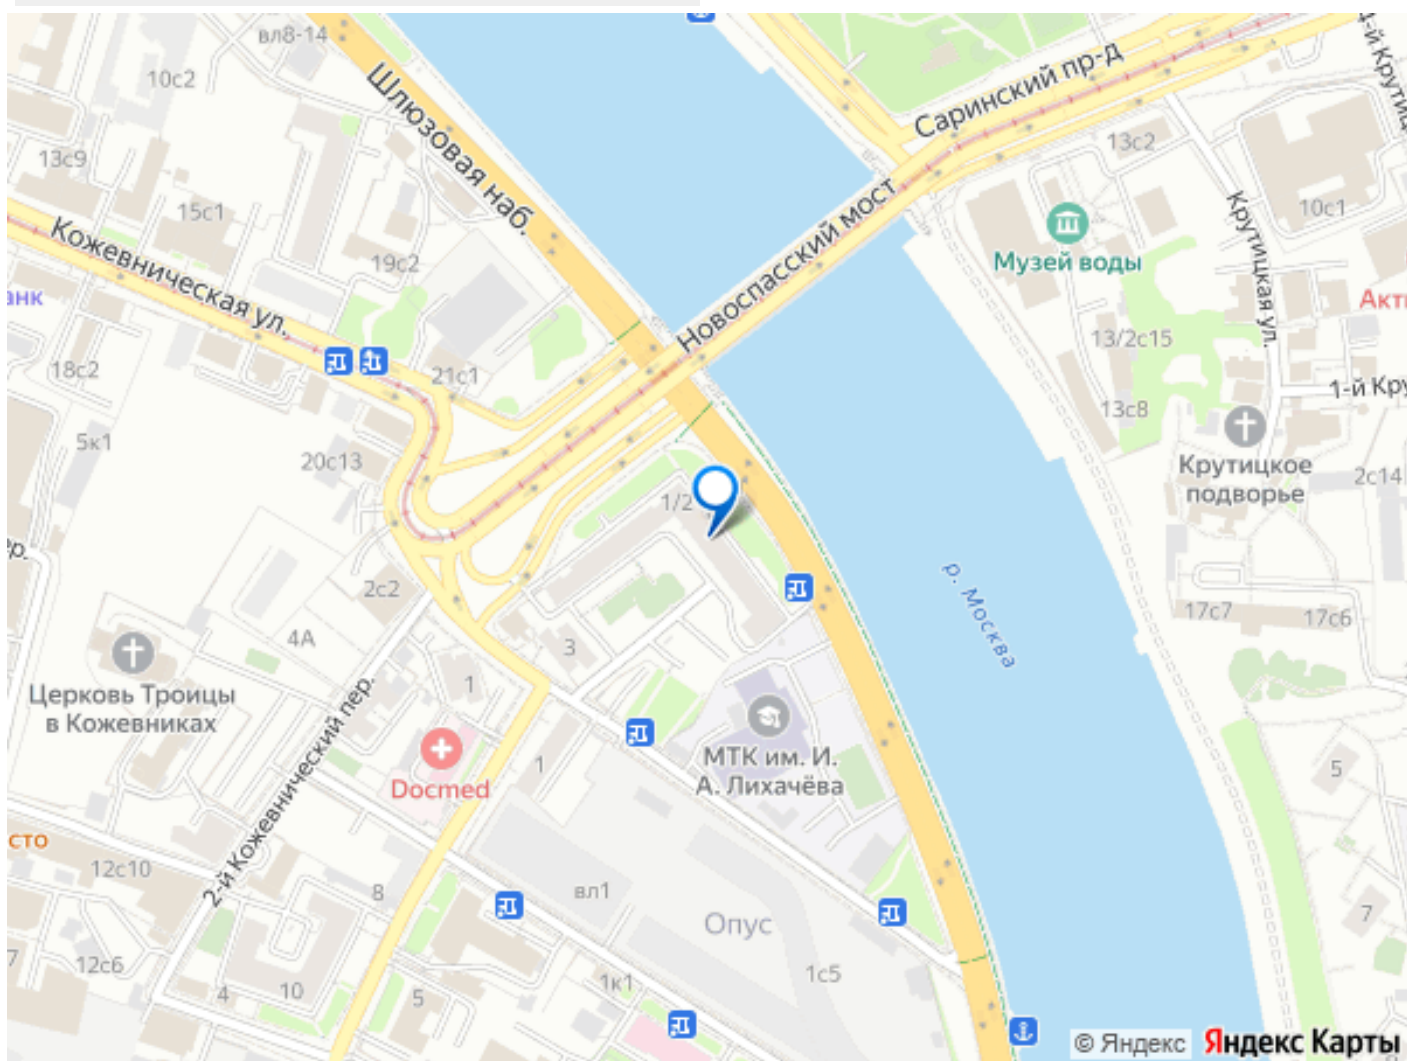 вл8-14
10с2
Шлюзовая наб.
Саринский пр-д
13с2
13с9
15с1
10с1
Крутицкая ул.
Кожевническая ул.
19с2
Новоспасский мост
Музей воды
13/2с15
18с2
21с1
1-й Кру
13с8
5к1
20с13
Крутицкое
подворье
2с14
1/2
р. Москва
2с2
4А
17с7
17с6
3
Церковь Троицы
в Кожевниках
1
2-й Кожевнический пер.
Docmed
МТК им. И.
А. Лихачёва
1
5
12с10
8
вл1
Опус
7
12с6
1с5
4
10
5
1к1
© Яндекс
Яндекс Карты